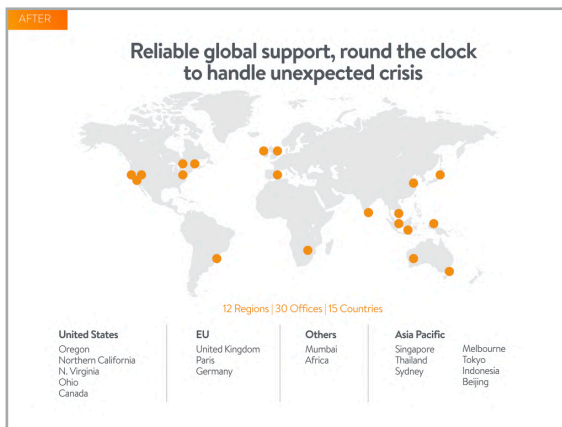 AFTER
Reliable global support, round the clock
to handle unexpected crisis
12 Regions | 30 Offices | 15 Countries
United States
Oregon
Northern California
N. Virginia
Ohio
Canada
EU
United Kingdom
Paris
Germany
Others
Mumbai
Africa
Asia Pacific
Singapore
Thailand
Sydney
Melbourne
Tokyo
Indonesia
Beijing